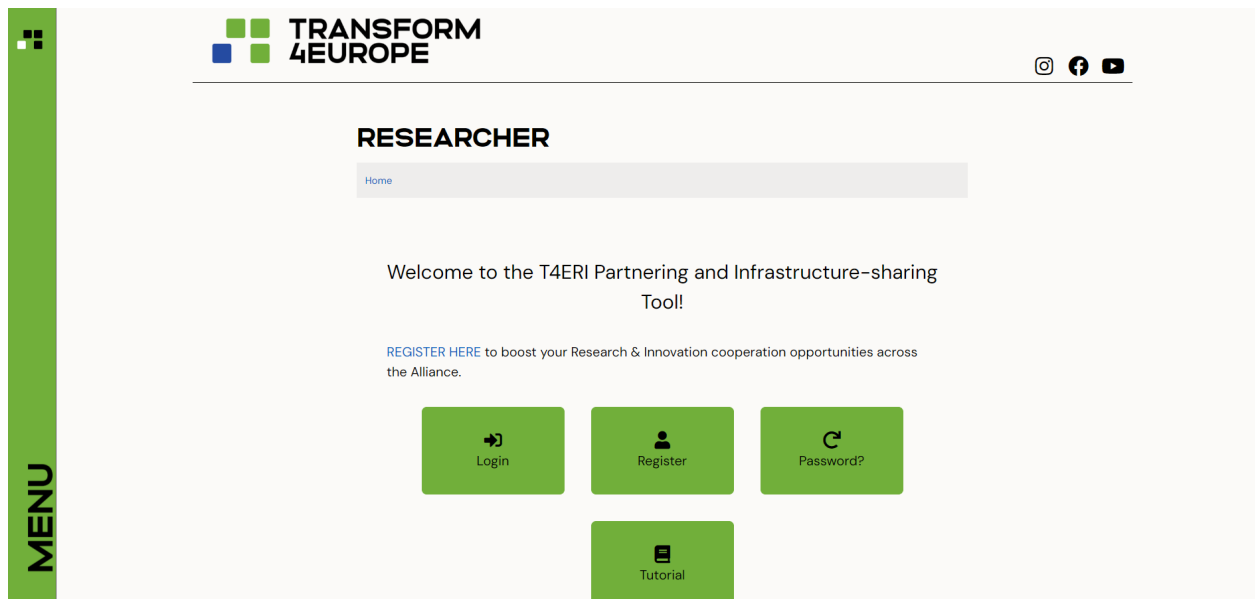 TRANSFORM
4EUROPE
RESEARCHER
Home
Welcome to the T4ERI Partnering and Infrastructure-sharing
Tool!
REGISTER HERE to boost your Research & Innovation cooperation opportunities across
the Alliance.
Login
Register
Password?
Tutorial
MENU